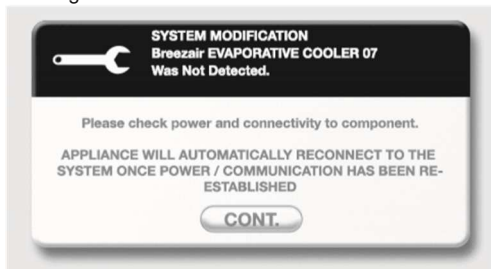 SYSTEM MODIFICATION
Breezair EVAPORATIVE COOLER 07
Was Not Detected.
Please check power and connectivity to component.
APPLIANCE WILL AUTOMATICALLY RECONNECT TO THE
SYSTEM ONCE POWER / COMMUNICATION HAS BEEN RE-
ESTABLISHED
CONT.